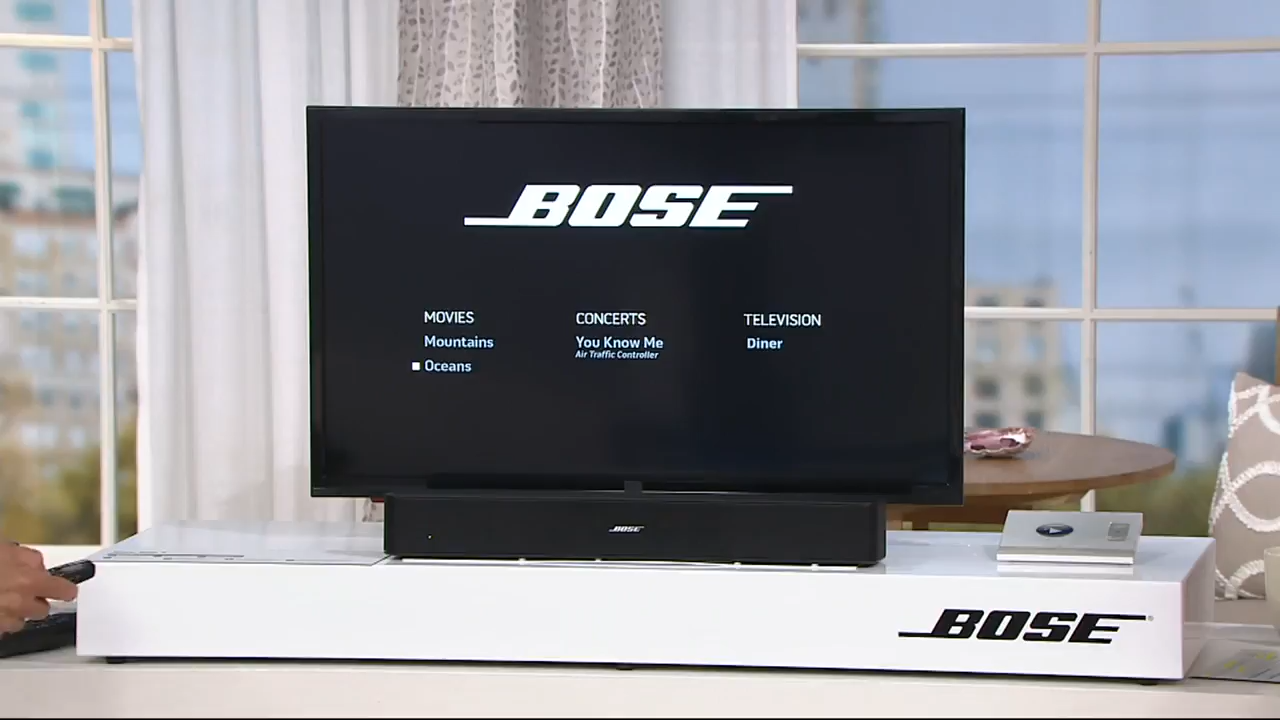 BOSE
MOVIES
Mountains
Oceans
CONCERTS
You Know Me
Air Traffic Controller
TELEVISION
Diner
BOSE
BOSE